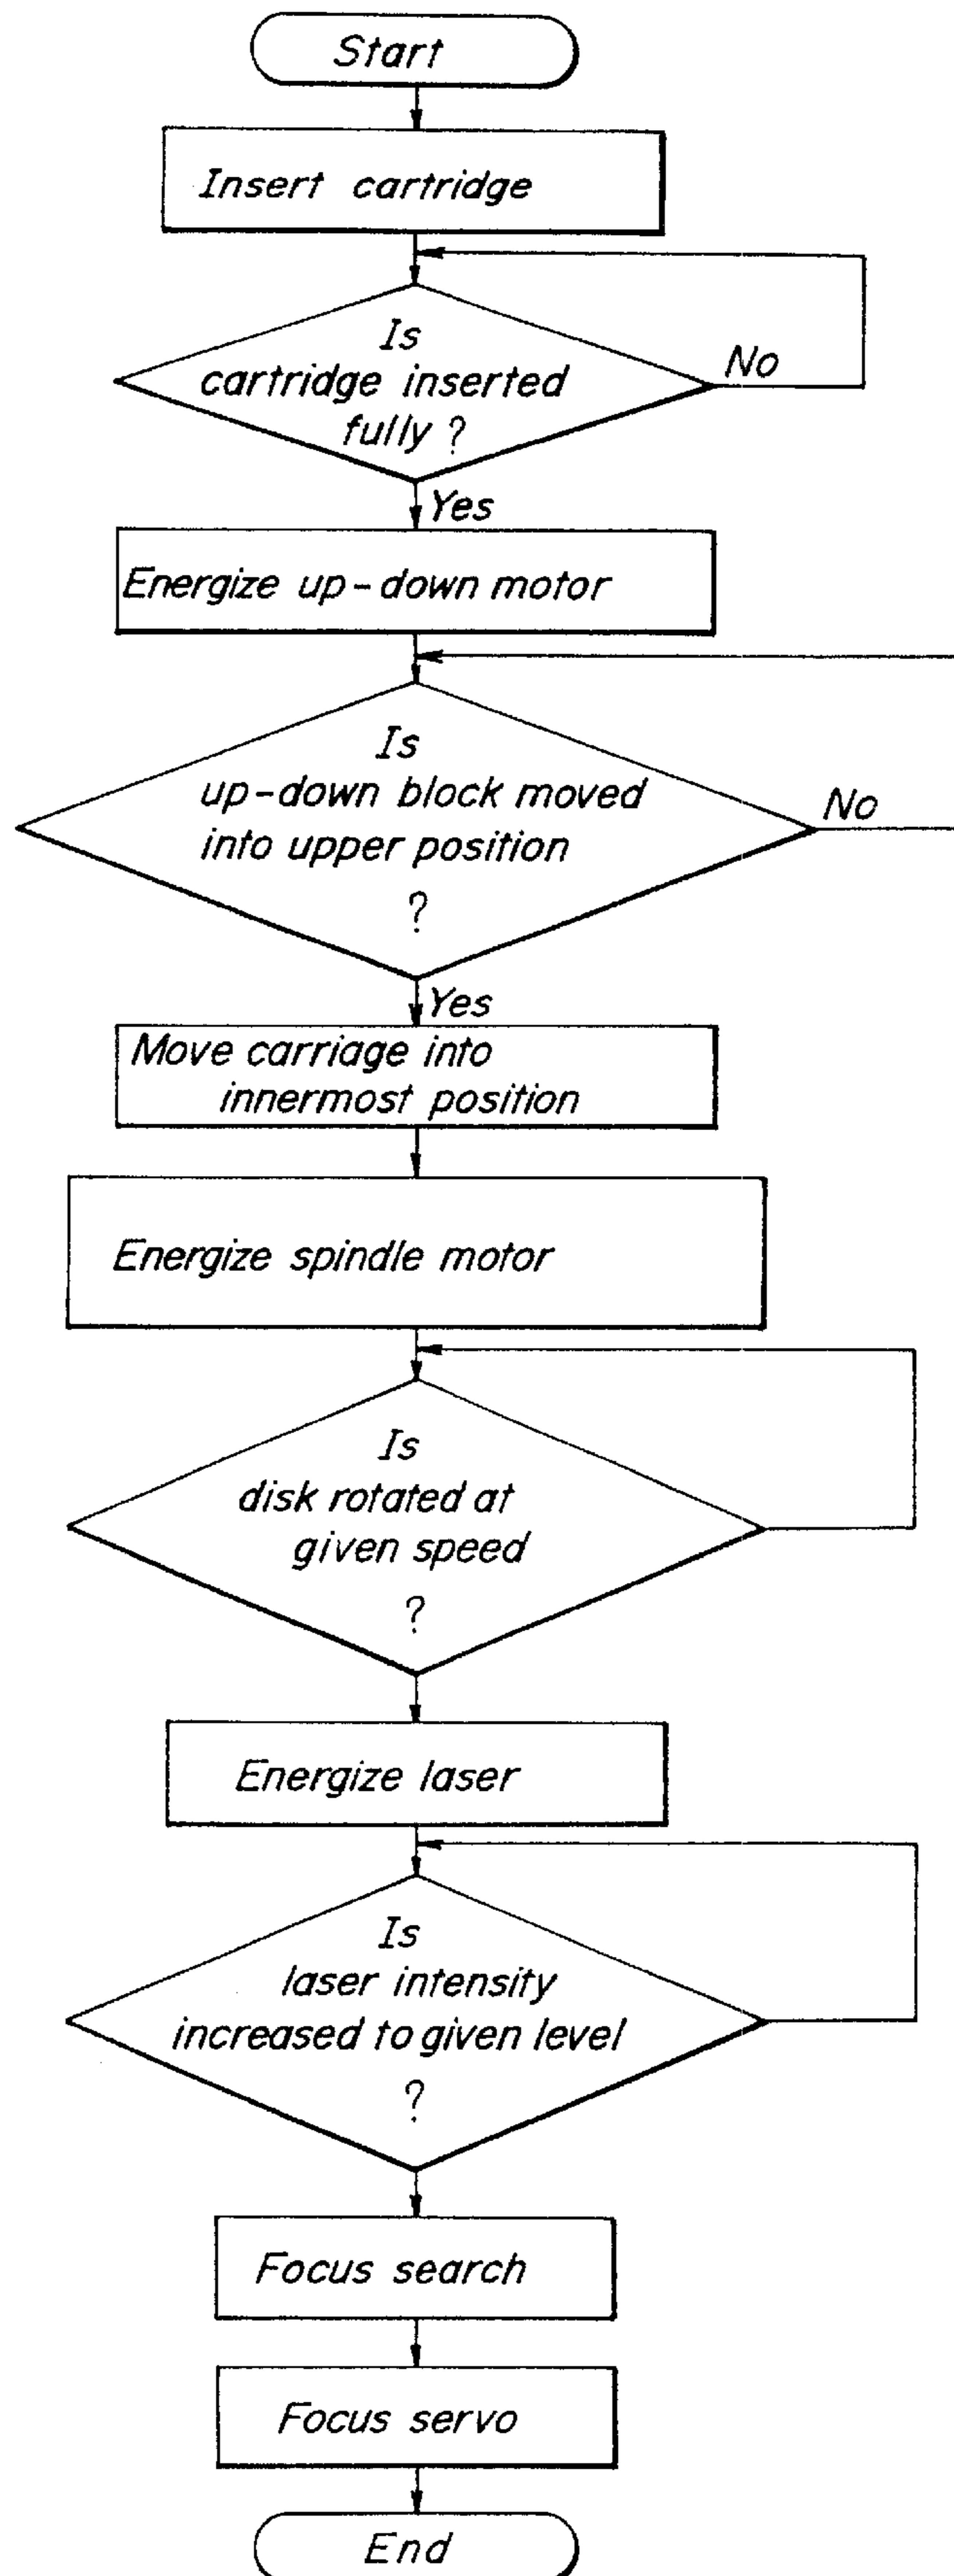 Start
Insert cartridge
Is
cartridge inserted
fully ?
No
Yes
Energize up-down motor
Is
up-down block moved
into upper position
?
No
Yes
Move carriage into
innermost position
Energize spindle motor
Is
disk rotated at
given speed
?
Energize laser
Is
laser intensity
increased to given level
?
Focus search
Focus servo
End